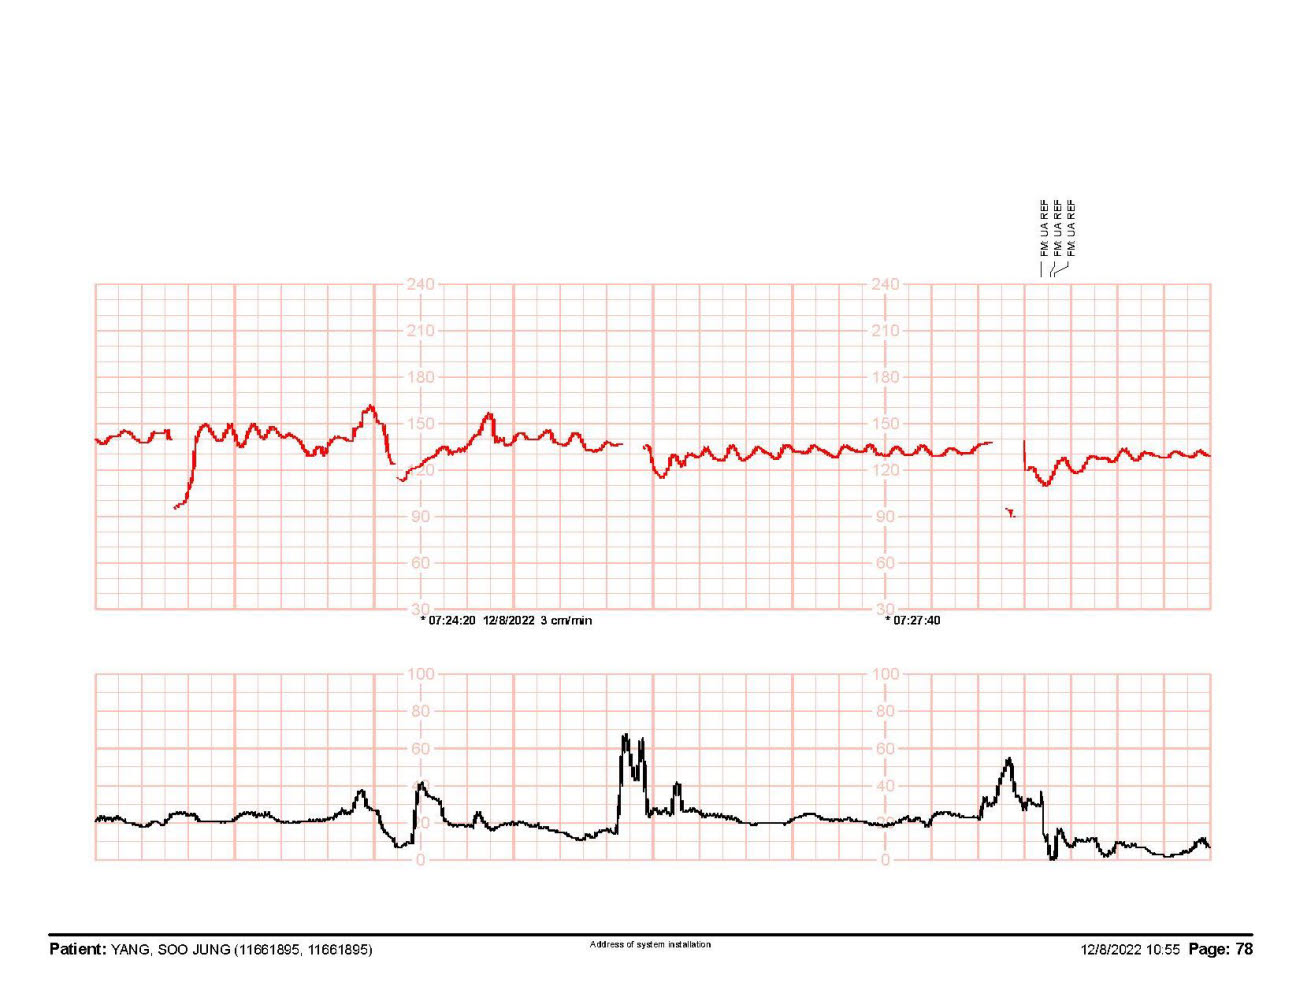 FM: UA REF
FM: UA REF
FM: UA REF
240 240
210 210
180 180
150 150
120 120
90 90
60 60
30 30
* 07:24:20 12/8/2022 3 cm/min * 07:27:40
100 100
80 80
60 60
40 40
20 20
0 0
Patient: YANG, SOO JUNG (11661895, 11661895) Address of system installation 12/8/2022 10:55 Page: 78